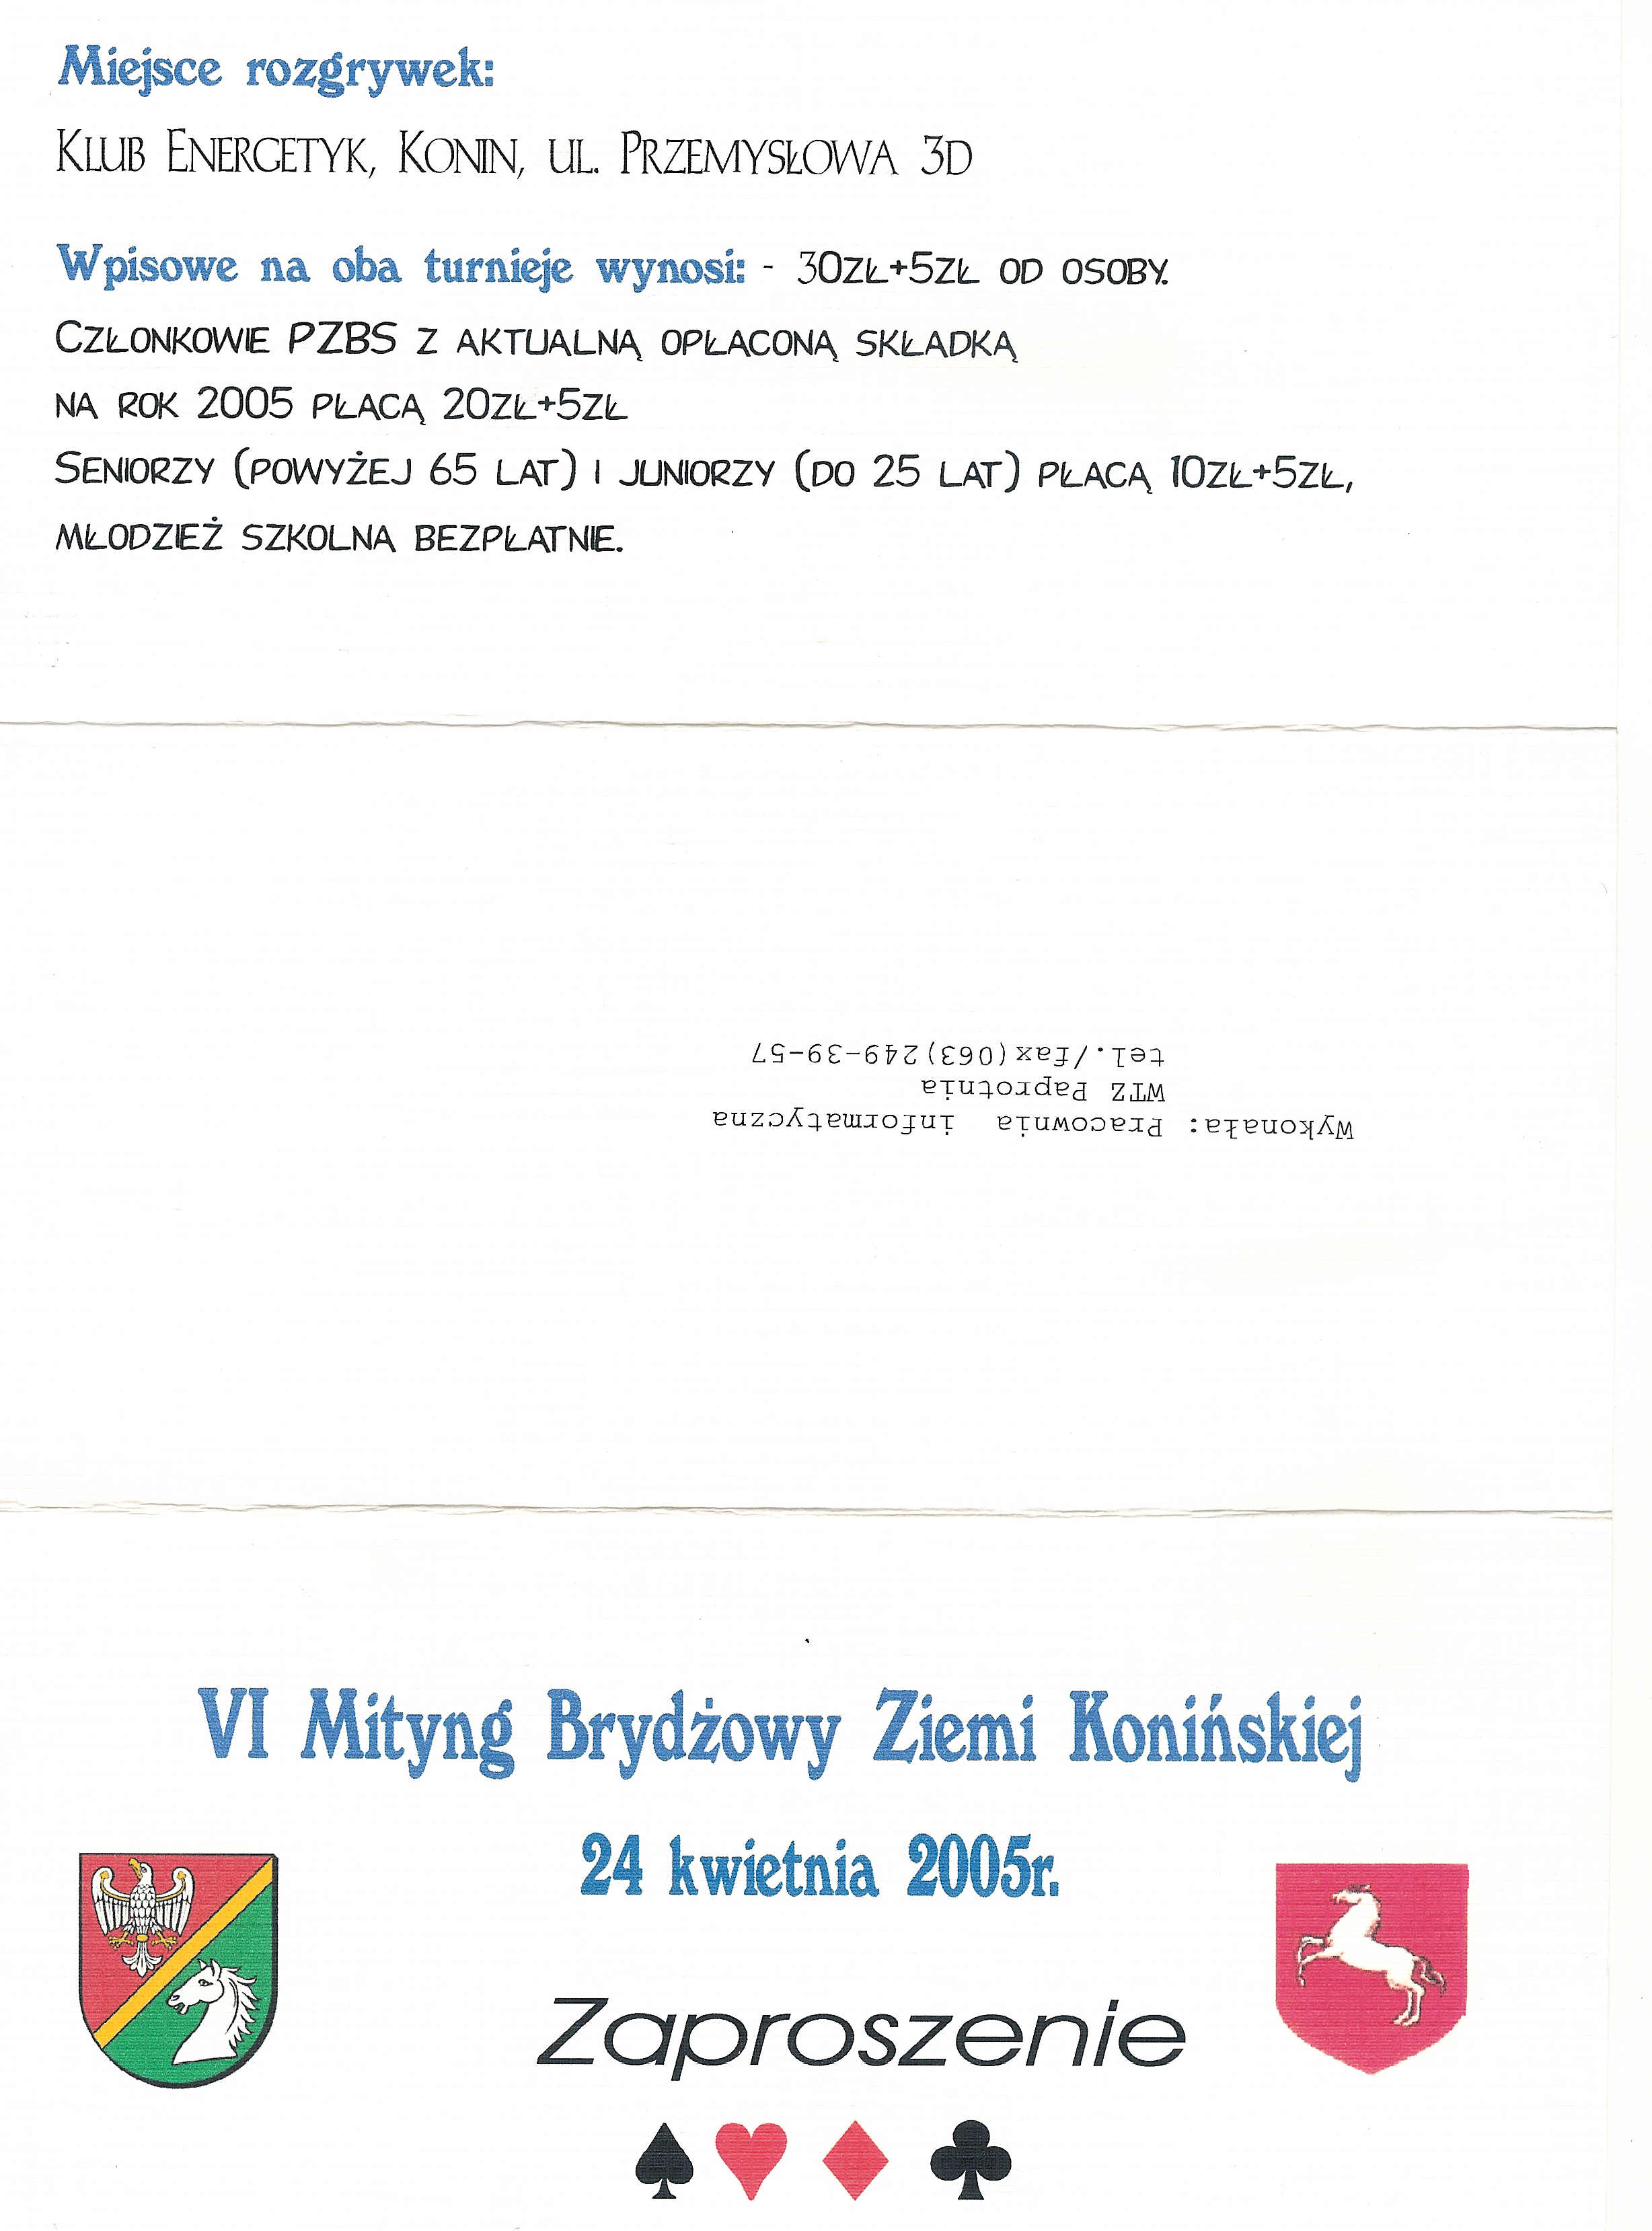 Miejsce rozgrywek:
Klub Energetyk, Konin, ul. Przemysłowa 3D
Wpisowe na oba turnieje wynosi: - 30zł+5zł od osoby.
Członkowie PZBS z aktualną opłaconą składką
na rok 2005 płacą 20zł+5zł
Seniorzy (powyżej 65 lat) i juniorzy (do 25 lat) płacą 10zł+5zł,
młodzież szkolna bezpłatnie.
Wykonała: Pracownia informatyczna
WTZ Paprotnia
tel./fax(063)249-39-57
VI Mityng Brydżowy Ziemi Konińskiej
24 kwietnia 2005r.
Zaproszenie